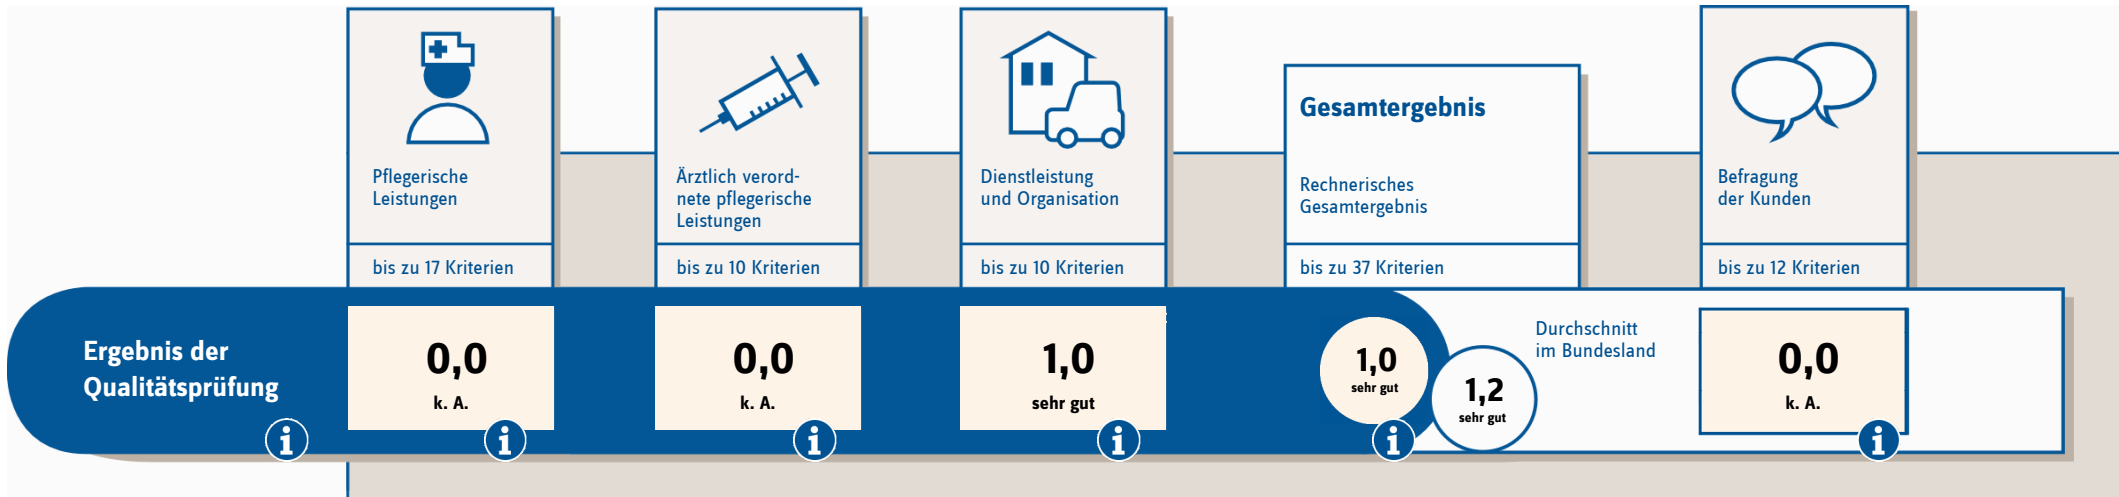 Pflegerische
Leistungen
bis zu 17 Kriterien
Ärztlich verord-
nete pflegerische
Leistungen
bis zu 10 Kriterien
Dienstleistung
und Organisation
bis zu 10 Kriterien
Gesamtergebnis
Rechnerisches
Gesamtergebnis
bis zu 37 Kriterien
Befragung
der Kunden
bis zu 12 Kriterien
Ergebnis der
Qualitätsprüfung
i
0,0
k. A.
i
0,0
k. A.
i
1,0
sehr gut
i
1,0
sehr gut
i
1,2
sehr gut
Durchschnitt
im Bundesland
0,0
k. A.
i